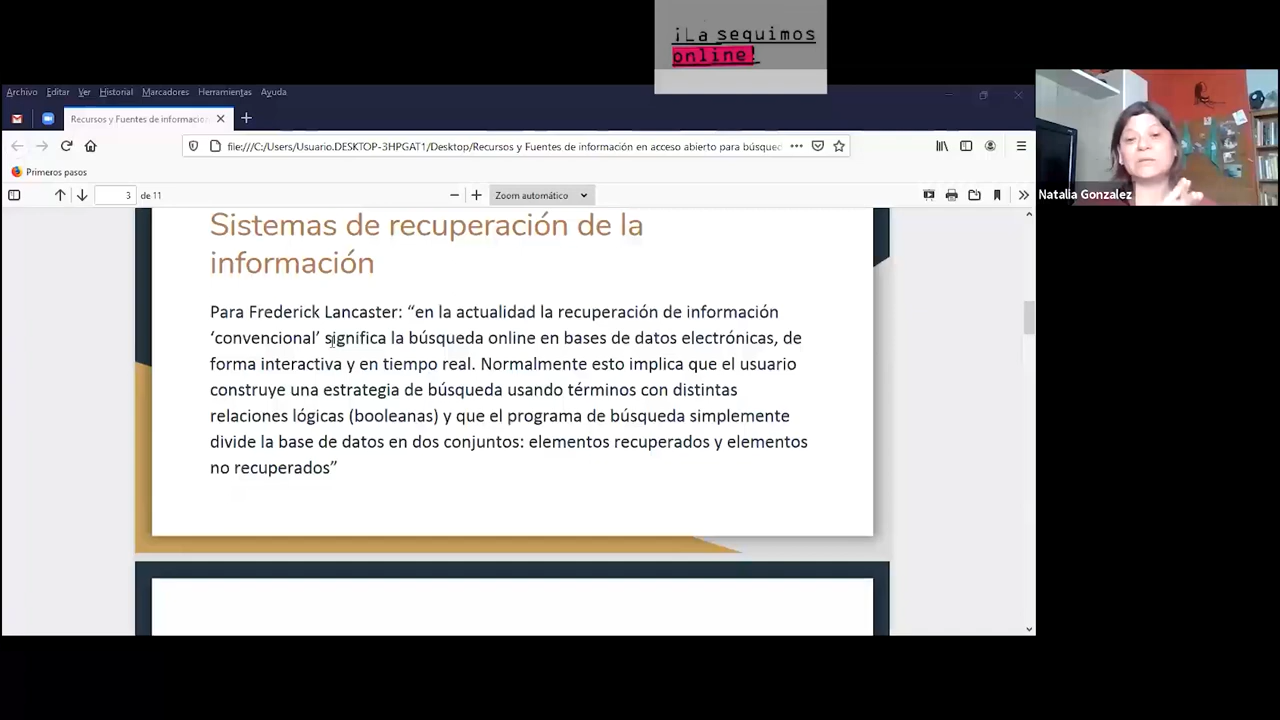 ¡La seguimos
online!
Archivo Editar Ver Historial Marcadores Herramientas Ayuda
Recursos y Fuentes de informacio
file:///C:/Users/Usuario.DESKTOP-3HPGAT1/Desktop/Recursos y Fuentes de información en acceso abierto para búsqued
Primeros pasos
3 de 11
Zoom automático
Natalia Gonzalez
Sistemas de recuperación de la
información
Para Frederick Lancaster: “en la actualidad la recuperación de información
‘convencional’ significa la búsqueda online en bases de datos electrónicas, de
forma interactiva y en tiempo real. Normalmente esto implica que el usuario
construye una estrategia de búsqueda usando términos con distintas
relaciones lógicas (booleanas) y que el programa de búsqueda simplemente
divide la base de datos en dos conjuntos: elementos recuperados y elementos
no recuperados”